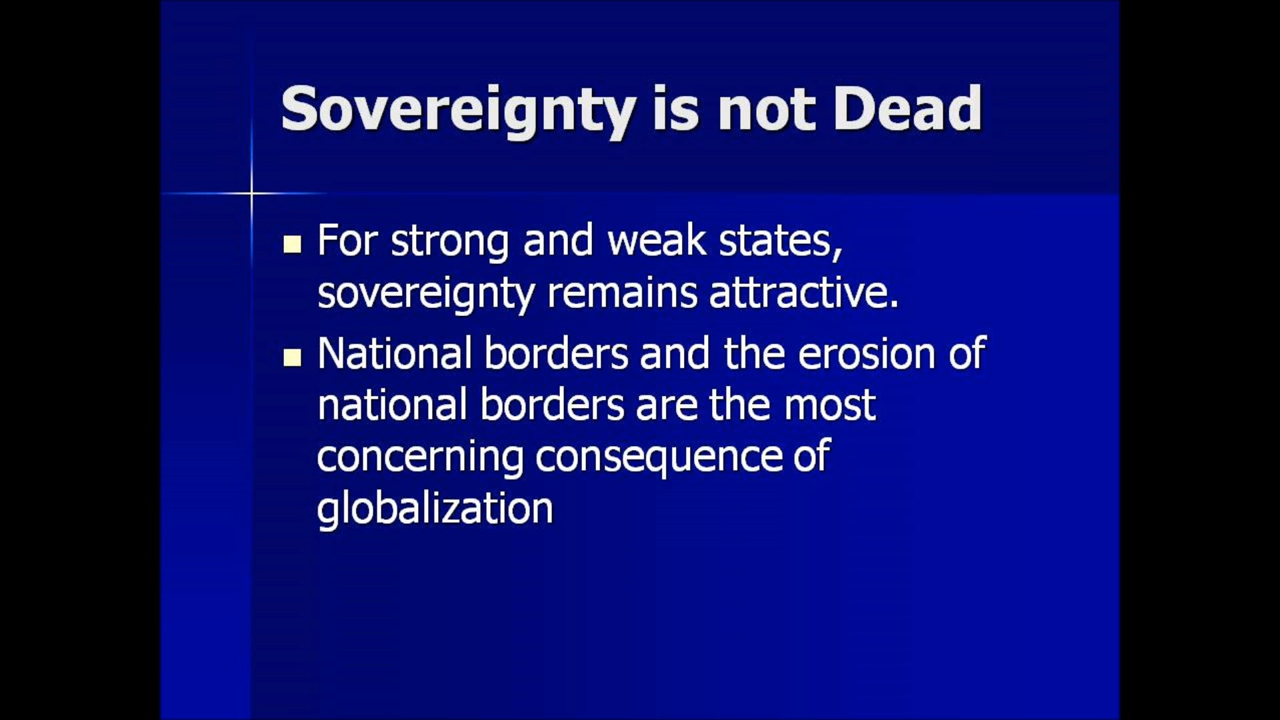 Sovereignty is not Dead
For strong and weak states,
sovereignty remains attractive.
National borders and the erosion of
national borders are the most
concerning consequence of
globalization